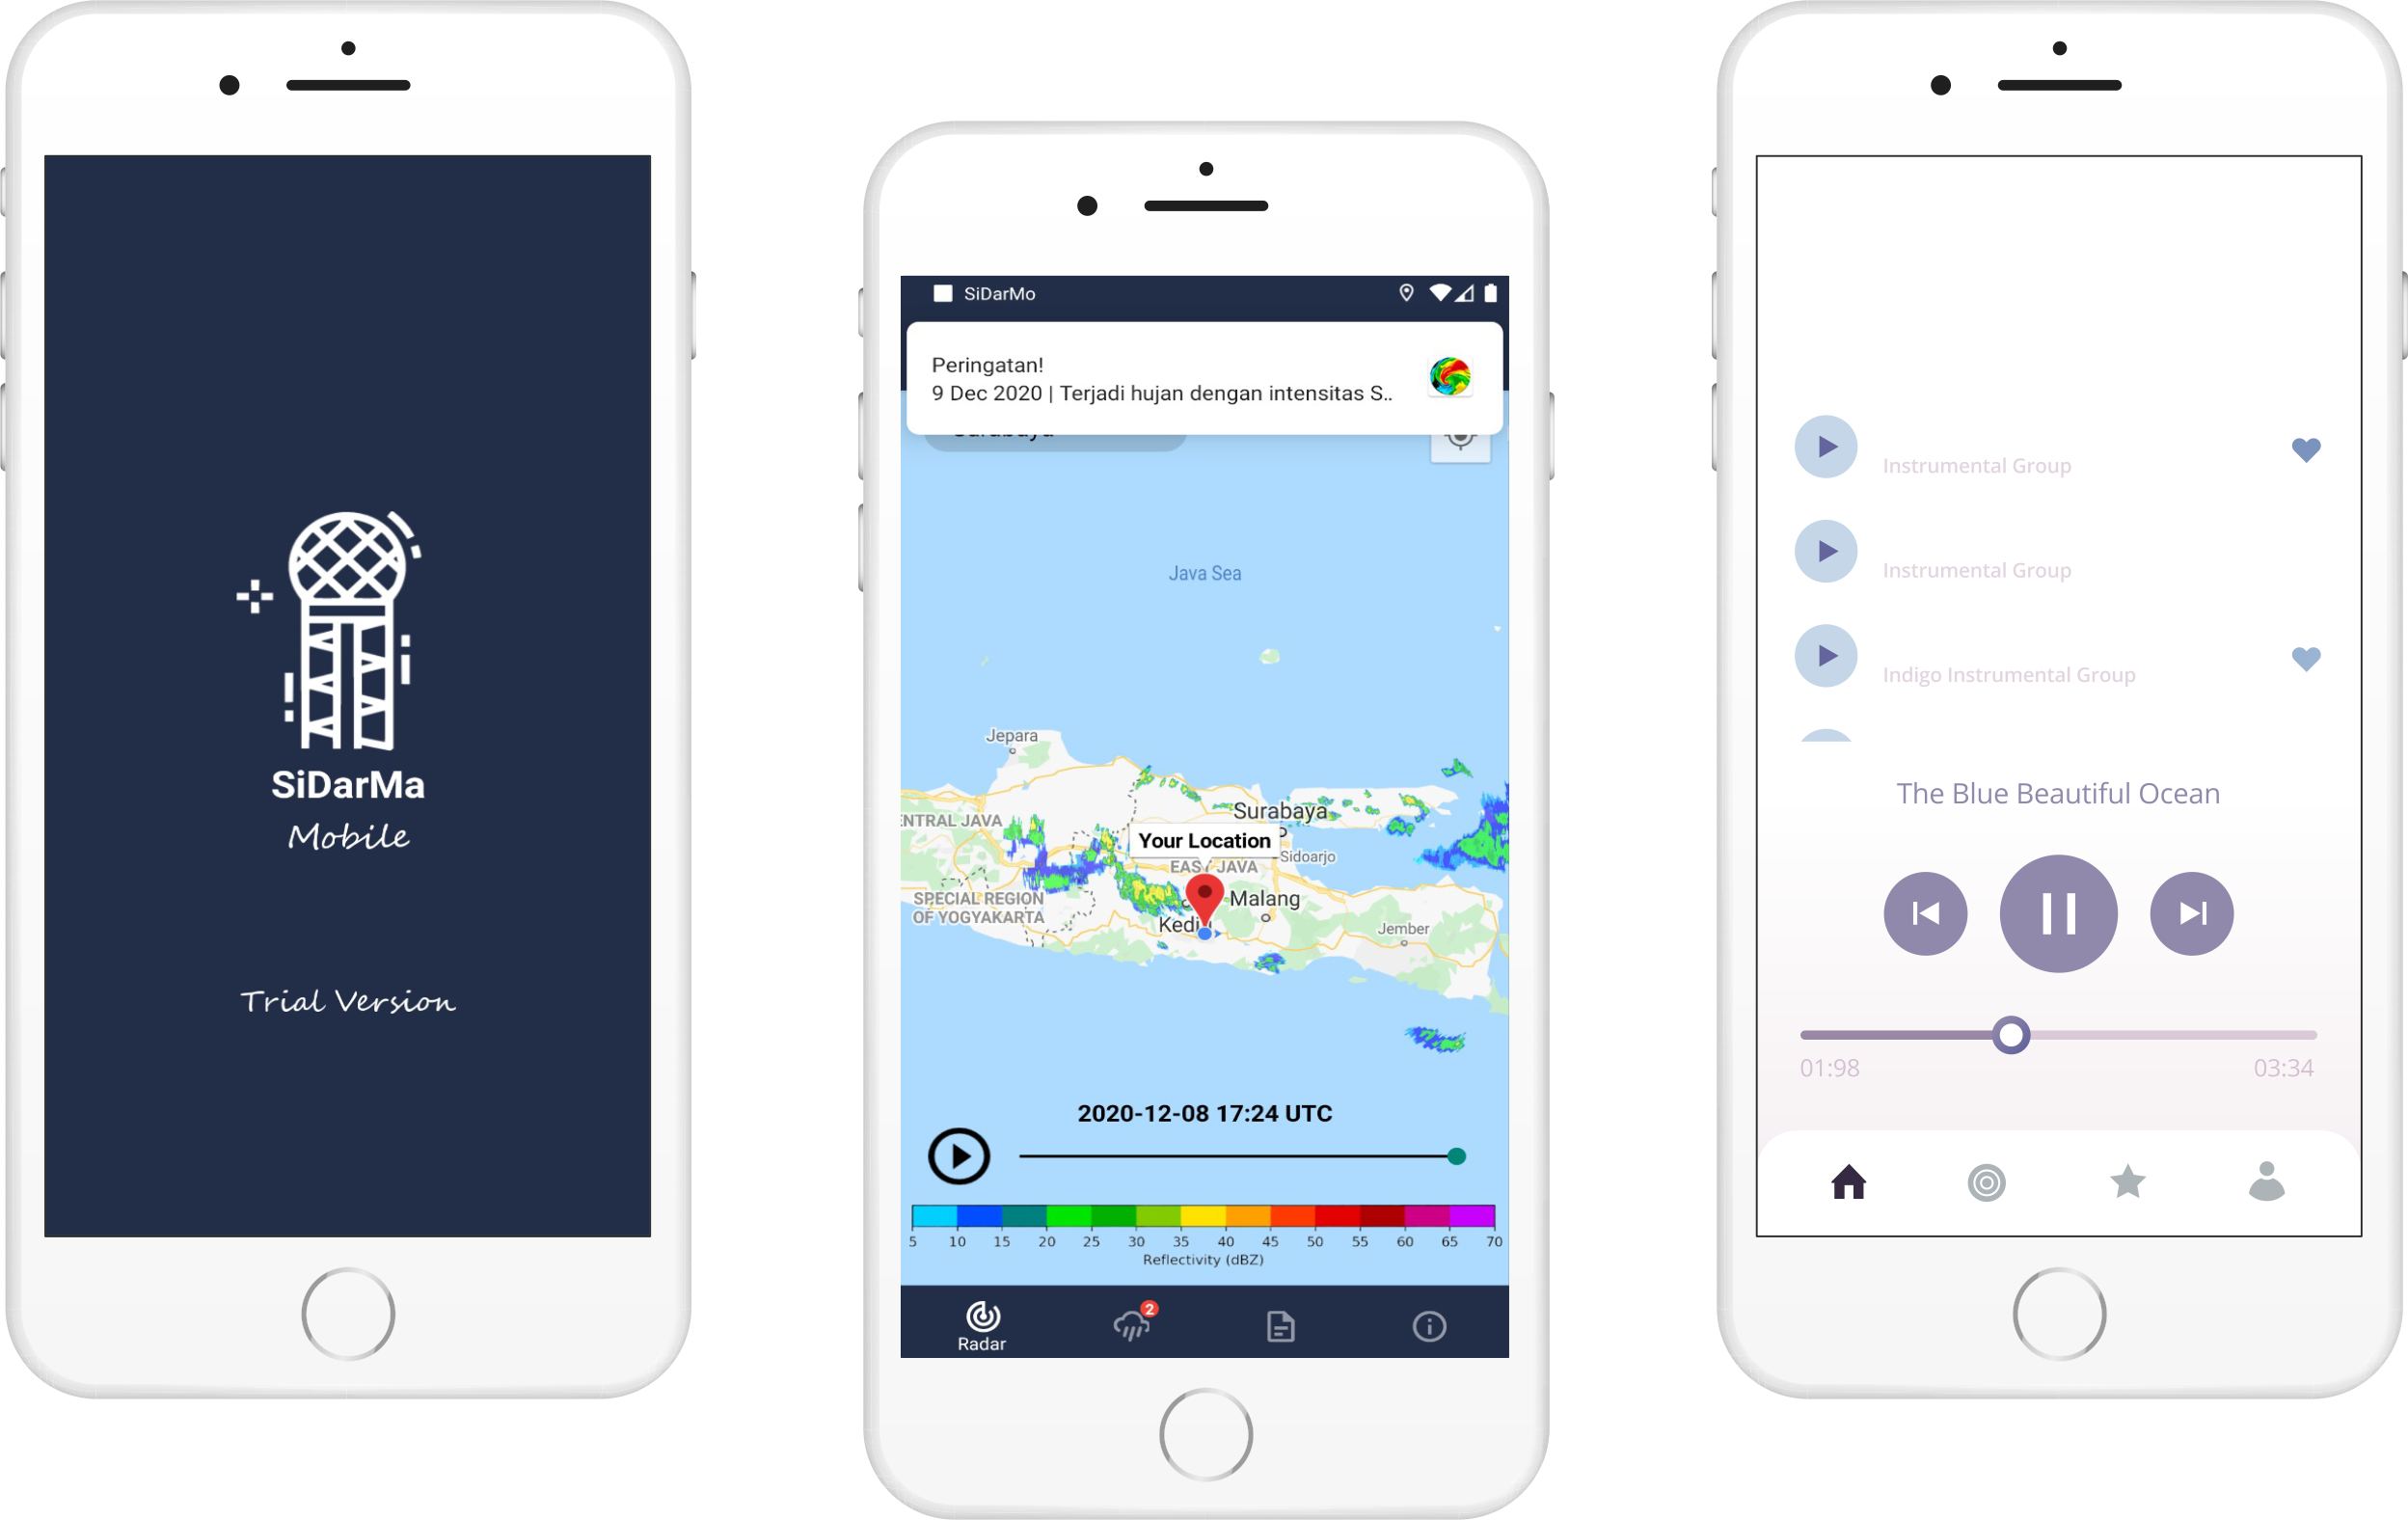 SiDarMa
Mobile
Trial Version
SiDarMo
Peringatan!
9 Dec 2020 | Terjadi hujan dengan intensitas S..
Surabaya
Java Sea
Jepara
Surabaya
ENTRAL JAVA
Your Location
Sidoarjo
EAST JAVA
SPECIAL REGION
OF YOGYAKARTA
Malang
Kediri
Jember
2020-12-08 17:24 UTC
5 10 15 20 25 30 35 40 45 50 55 60 65 70
Reflectivity (dBZ)
2
Radar
Instrumental Group
Instrumental Group
Indigo Instrumental Group
The Blue Beautiful Ocean
01:98 03:34